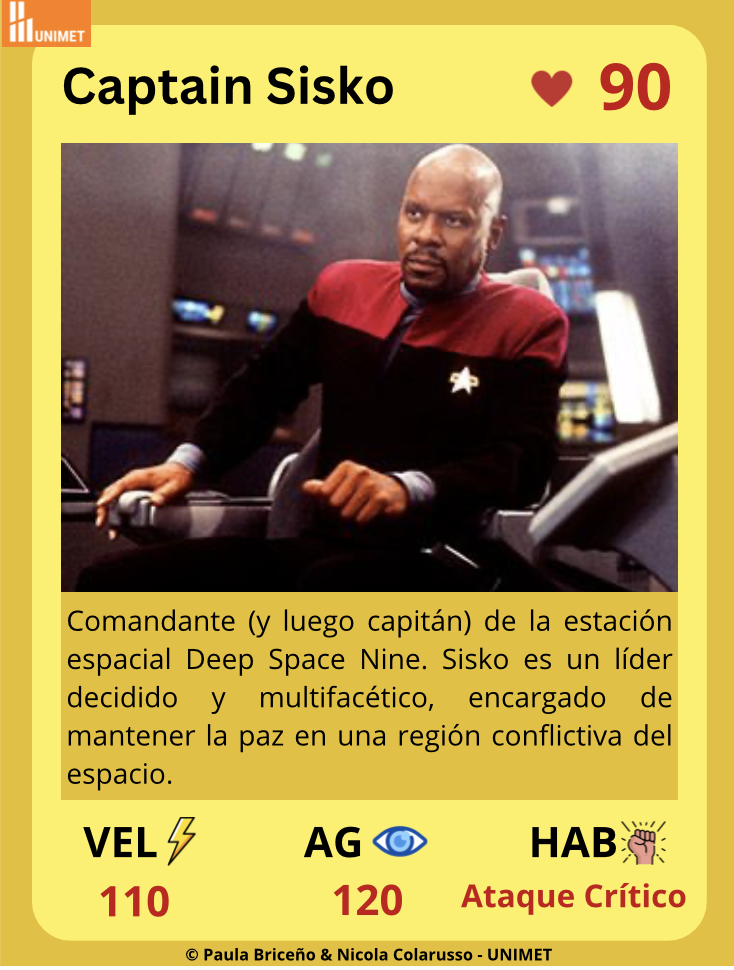 UNIMET
Captain Sisko
90
Comandante (y luego capitán) de la estación
espacial Deep Space Nine. Sisko es un líder
decidido y multifacético, encargado de
mantener la paz en una región conflictiva del
espacio.
VEL AG HAB
110 120 Ataque Crítico
© Paula Briceño & Nicola Colarusso - UNIMET